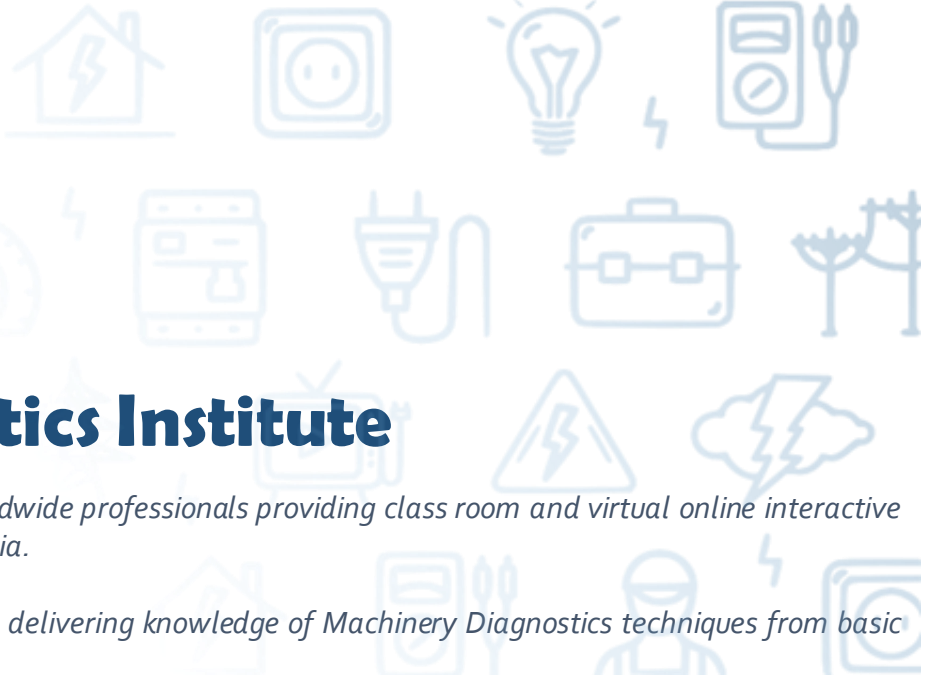 tics Institute
dwide professionals providing class room and virtual online interactive
ia.
delivering knowledge of Machinery Diagnostics techniques from basic